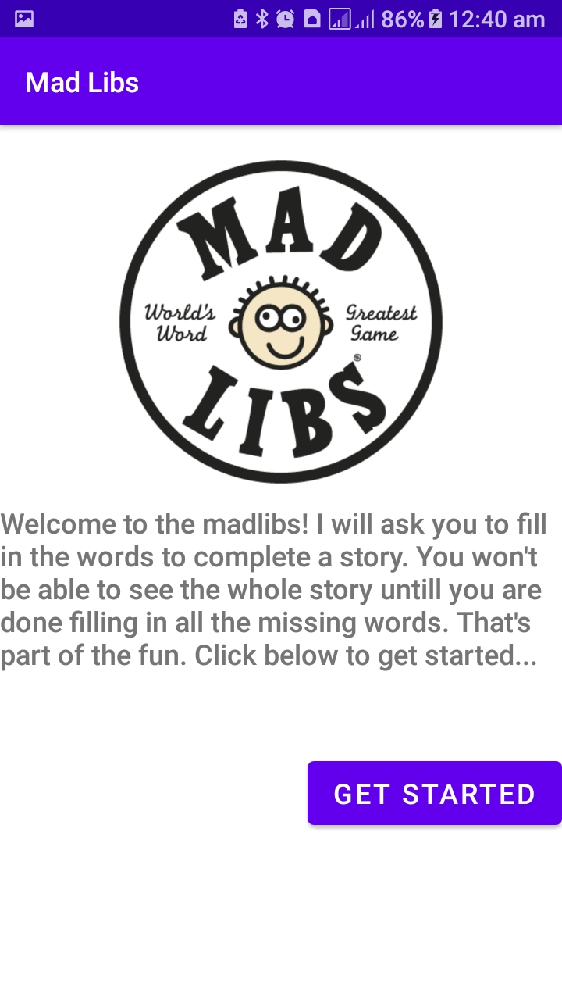 86% 12:40 am
Mad Libs
MAD
World's Greatest
Word Game
LIBS®
Welcome to the madlibs! I will ask you to fill
in the words to complete a story. You won't
be able to see the whole story untill you are
done filling in all the missing words. That's
part of the fun. Click below to get started...
GET STARTED